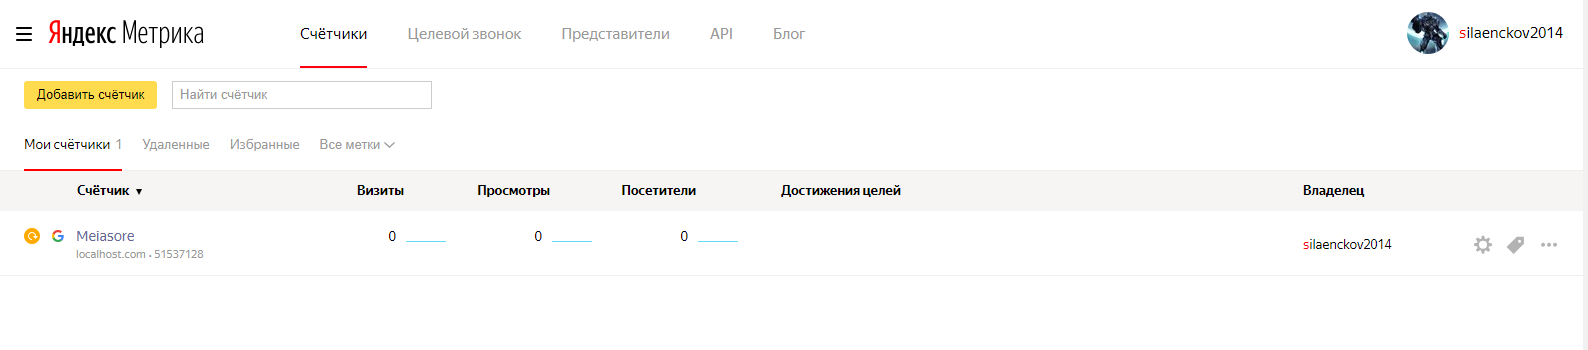 Яндекс Метрика Счётчики Целевой звонок Представители API Блог silaenckov2014
Добавить счётчик Найти счётчик
Мои счётчики 1 Удаленные Избранные Все метки
Счётчик ▼ Визиты Просмотры Посетители Достижения целей Владелец
Meiasore 0 0 0 silaenckov2014
localhost.com • 51537128